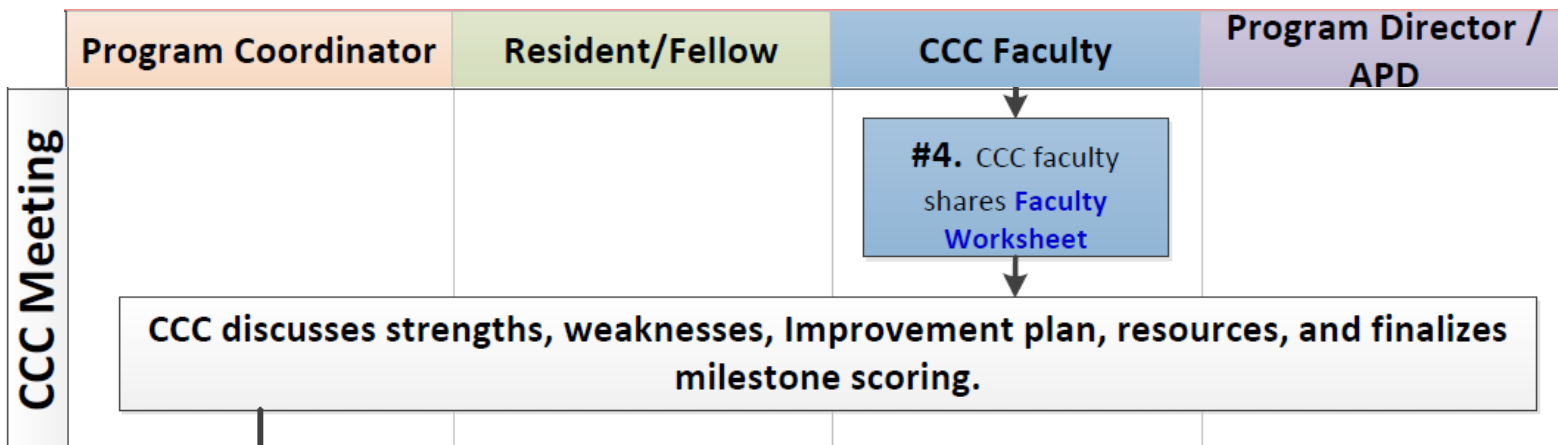 Program Coordinator
Resident/Fellow
CCC Faculty
Program Director /
APD
CCC Meeting
#4. CCC faculty
shares Faculty
Worksheet
CCC discusses strengths, weaknesses, Improvement plan, resources, and finalizes
milestone scoring.